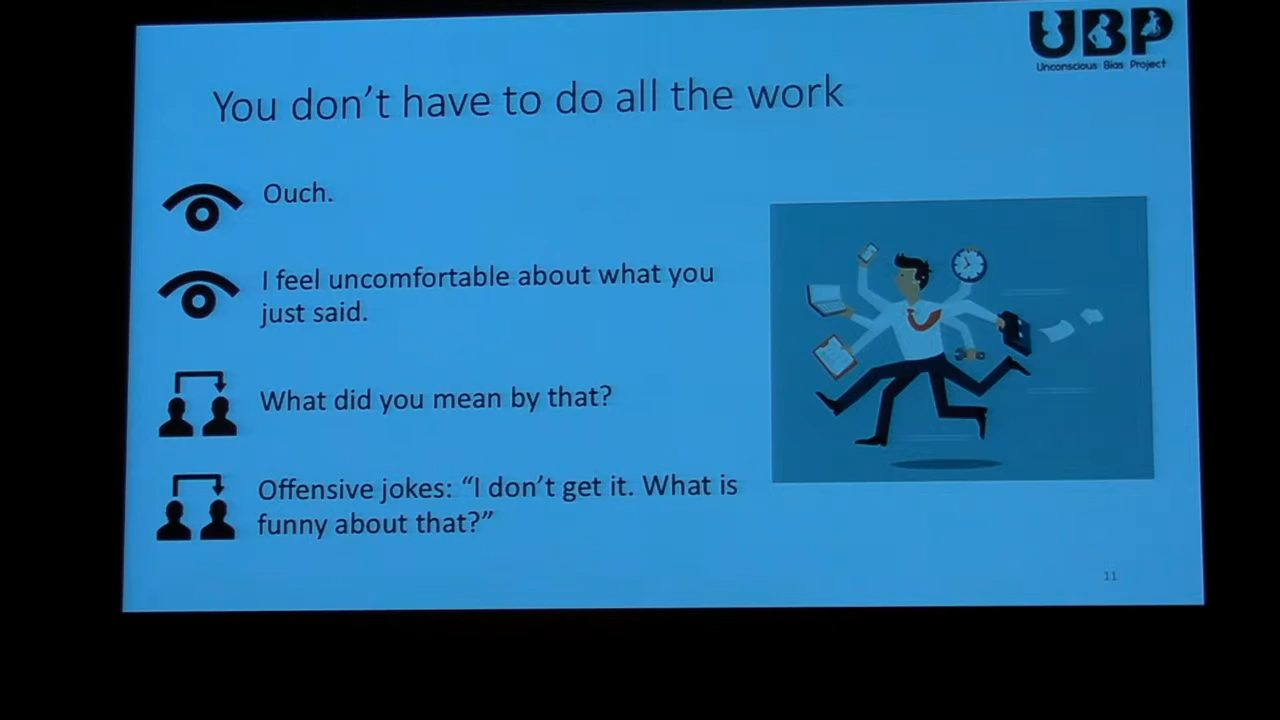 UBP
Unconscious Bias Project
You don't have to do all the work
Ouch.
I feel uncomfortable about what you
just said.
What did you mean by that?
Offensive jokes: “I don't get it. What is
funny about that?”
11